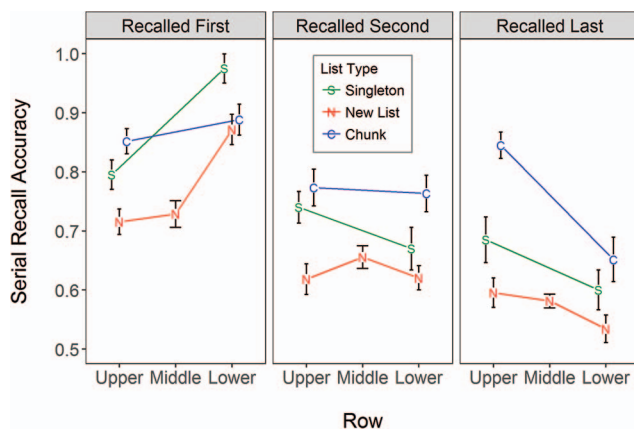 Recalled First
Recalled Second
Recalled Last
Serial Recall Accuracy
1.0
0.9
0.8
0.7
0.6
0.5
List Type
S Singleton
N New List
C Chunk
S
C
N
N
S
C
N
S
C
N
N
C
S
N
S
C
N
N
C
S
N
Upper Middle Lower
Upper Middle Lower
Upper Middle Lower
Row